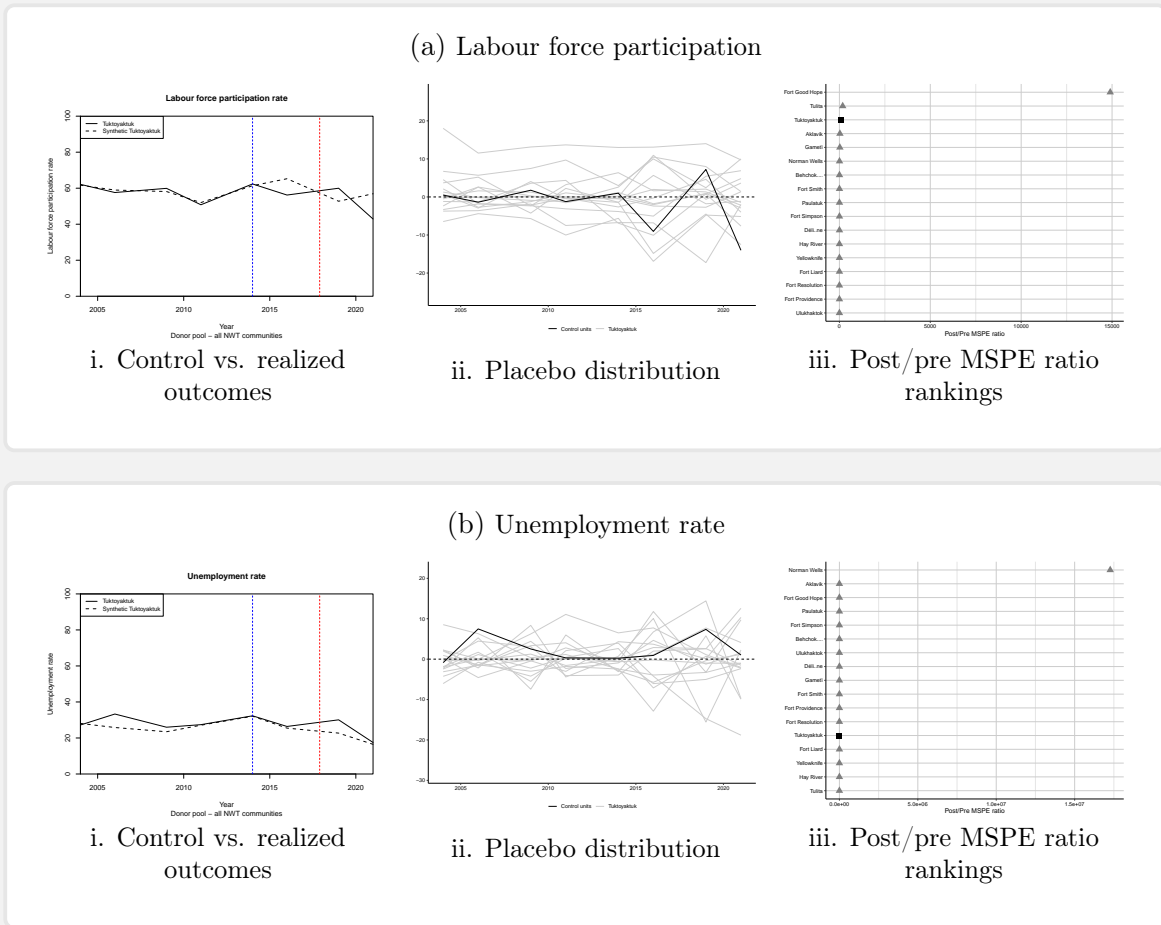 (a) Labour force participation
Labour force participation rate
Tuktoyaktuk
Synthetic Tuktoyaktuk
Labour force participation rate
0
20
40
60
80
100
2005
2010
2015
2020
Year
Donor pool – all NWT communities
i. Control vs. realized
outcomes
20
10
0
−10
−20
2005
2010
2015
2020
Control units
Tuktoyaktuk
ii. Placebo distribution
Fort Good Hope
Tulita
Tuktoyaktuk
Aklavik
Gameti
Norman Wells
Behchok....
Fort Smith
Paulatuk
Fort Simpson
Déli..ne
Hay River
Yellowknife
Fort Liard
Fort Resolution
Fort Providence
Ulukhaktok
0
5000
10000
15000
Post/Pre MSPE ratio
iii. Post/pre MSPE ratio
rankings
(b) Unemployment rate
Unemployment rate
Tuktoyaktuk
Synthetic Tuktoyaktuk
Unemployment rate
0
20
40
60
80
100
2005
2010
2015
2020
Year
Donor pool – all NWT communities
i. Control vs. realized
outcomes
20
10
0
−10
−20
−30
2005
2010
2015
2020
Control units
Tuktoyaktuk
ii. Placebo distribution
Norman Wells
Aklavik
Fort Good Hope
Paulatuk
Fort Simpson
Behchok....
Ulukhaktok
Déli..ne
Gameti
Fort Smith
Fort Providence
Fort Resolution
Tuktoyaktuk
Fort Liard
Yellowknife
Hay River
Tulita
0.0e+00
5.0e+06
1.0e+07
1.5e+07
Post/Pre MSPE ratio
iii. Post/pre MSPE ratio
rankings